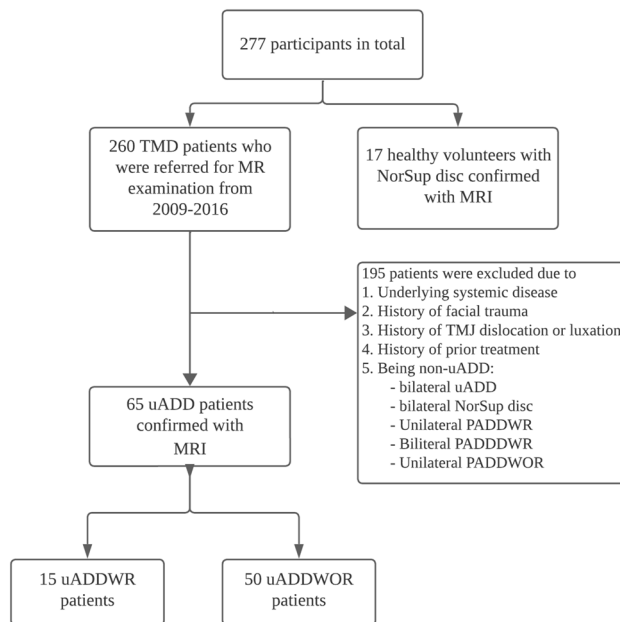 277 participants in total
260 TMD patients who
were referred for MR
examination from
2009-2016
17 healthy volunteers with
NorSup disc confirmed
with MRI
195 patients were excluded due to
1. Underlying systemic disease
2. History of facial trauma
3. History of TMJ dislocation or luxation
4. History of prior treatment
5. Being non-uADD:
- bilateral uADD
- bilateral NorSup disc
- Unilateral PADDWR
- Biliteral PADDDWR
- Unilateral PADDWOR
65 uADD patients
confirmed with
MRI
15 uADDWR
patients
50 uADDWOR
patients